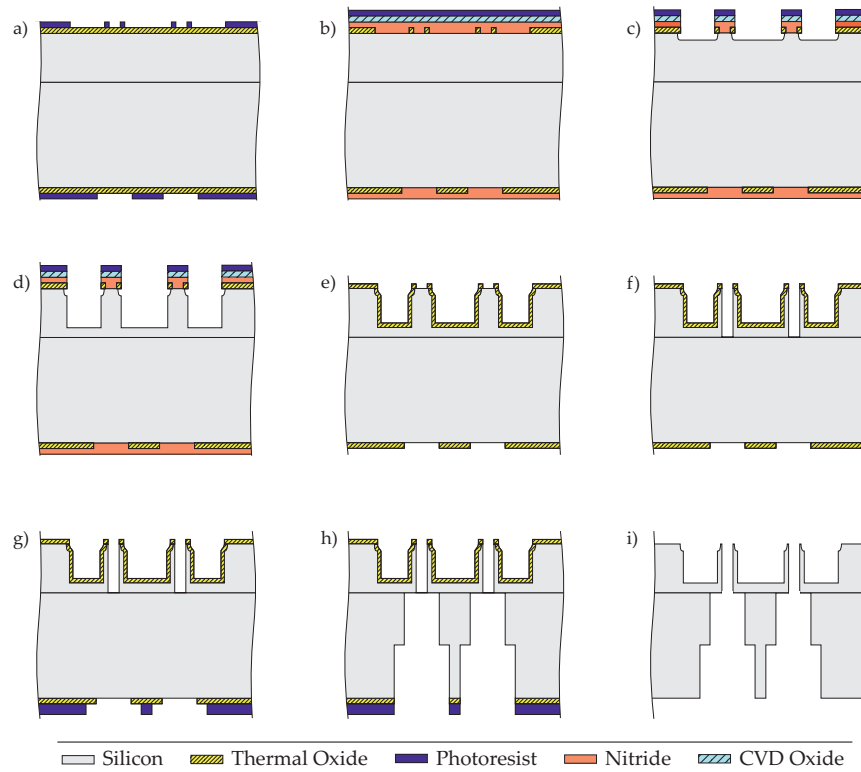 a)
b)
c)
d)
e)
f)
g)
h)
i)
Silicon
Thermal Oxide
Photoresist
Nitride
CVD Oxide